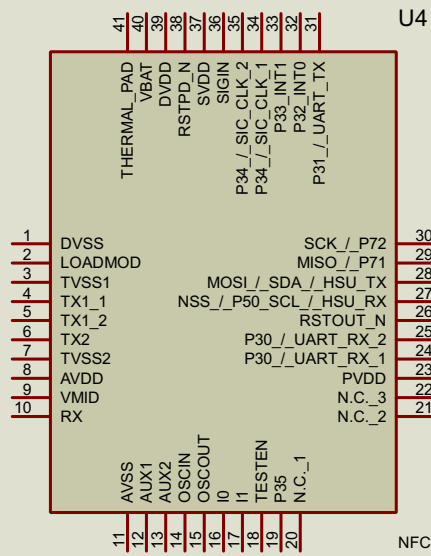 U4
41 40 39 38 37 36 35 34 33 32 31
THERMAL_PAD
VBAT
DVDD
RSTPD_N
SVDD
SIGIN
P34_/_SIC_CLK_2
P34_/_SIC_CLK_1
P33_INT1
P32_INT0
P31_/_UART_TX
1 DVSS SCK_/_P72 30
2 LOADMOD MISO_/_P71 29
3 TVSS1 MOSI_/_SDA_/_HSU_TX 28
4 TX1_1 NSS_/_P50_SCL_/_HSU_RX 27
5 TX1_2 RSTOUT_N 26
6 TX2 P30_/_UART_RX_2 25
7 TVSS2 P30_/_UART_RX_1 24
8 AVDD PVDD 23
9 VMID N.C._3 22
10 RX N.C._2 21
AVSS
AUX1
AUX2
OSCIN
OSCOUT
I0
I1
TESTEN
P35
N.C._1
11 12 13 14 15 16 17 18 19 20
NFC